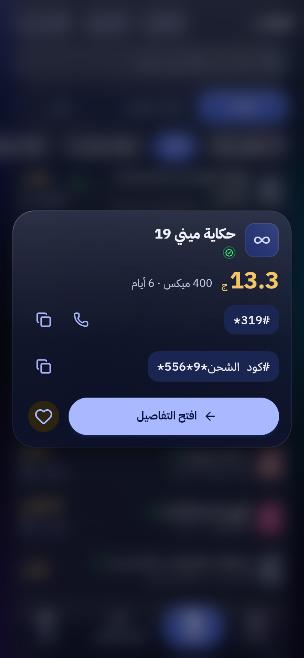 حكاية ميني 19
13.3 ج 400 ميكس · 6 أيام
*319#
*556*9*كود الشحن#
افتح التفاصيل ←